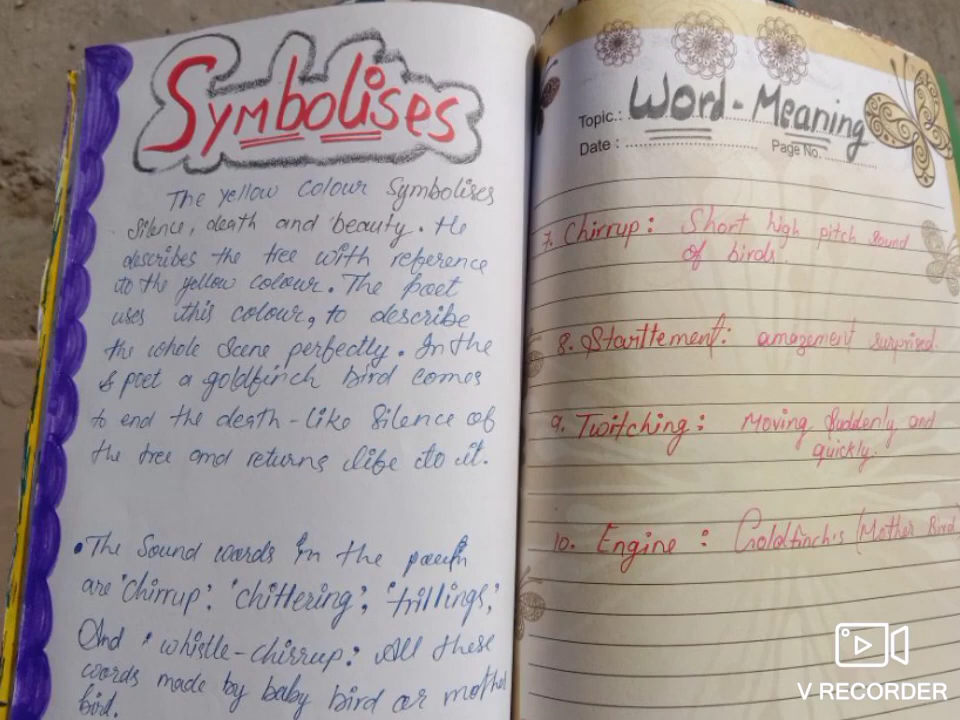 Symbolises
The yellow colour Symbolises
Silence, death and beauty. He
describes the tree with reference
to the yellow colour. The poet
uses this colour, to describe
the whole Scene perfectly. In the
poet a goldfinch bird comes
to end the death-like Silence of
the tree and returns life to it.
• The Sound words in the
are 'Chirrup', 'chittering', 'trillings,'
And 'whistle-chirrup: All these
words made by baby bird or mother
bird.
Topic.: Word-Meaning
Date : Page No.
7. Chirrup: Short high pitch sound
of birds.
8. Starttement: amazement surprised.
9. Twitching: Moving Suddenly and
quickly.
10. Engine : Goldfinch's (Mother Bird)
V RECORDER